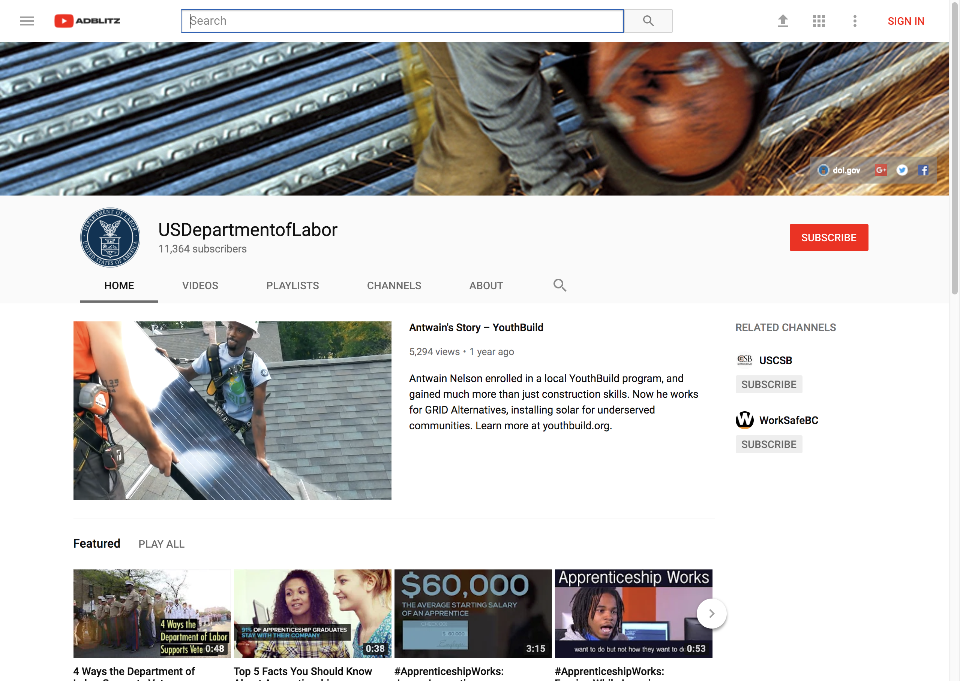 ADBLITZ
Search
SIGN IN
dol.gov
G+
USDepartmentofLabor
11,364 subscribers
SUBSCRIBE
HOME
VIDEOS
PLAYLISTS
CHANNELS
ABOUT
Antwain's Story – YouthBuild
5,294 views • 1 year ago
Antwain Nelson enrolled in a local YouthBuild program, and
gained much more than just construction skills. Now he works
for GRID Alternatives, installing solar for underserved
communities. Learn more at youthbuild.org.
RELATED CHANNELS
CSB
USCSB
SUBSCRIBE
WorkSafeBC
SUBSCRIBE
Featured
PLAY ALL
4 Ways the
Department of Labor
Supports Vete
0:48
4 Ways the Department of
91% OF APPRENTICESHIP GRADUATES
STAY WITH THEIR COMPANY
0:38
Top 5 Facts You Should Know
$60,000
THE AVERAGE STARTING SALARY
OF AN APPRENTICE
3:15
#ApprenticeshipWorks:
Apprenticeship Works
want to do but not how they want to d
0:53
#ApprenticeshipWorks: